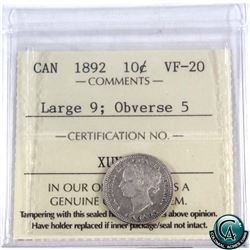 CAN 1892 10¢ VF-20
COMMENTS
Large 9; Obverse 5
CERTIFICATION NO.
IN OUR O S A
GENUINE C EM.
Tampering with this sealed h above opinion.
Have holder replaced if inner package/seal not intact.